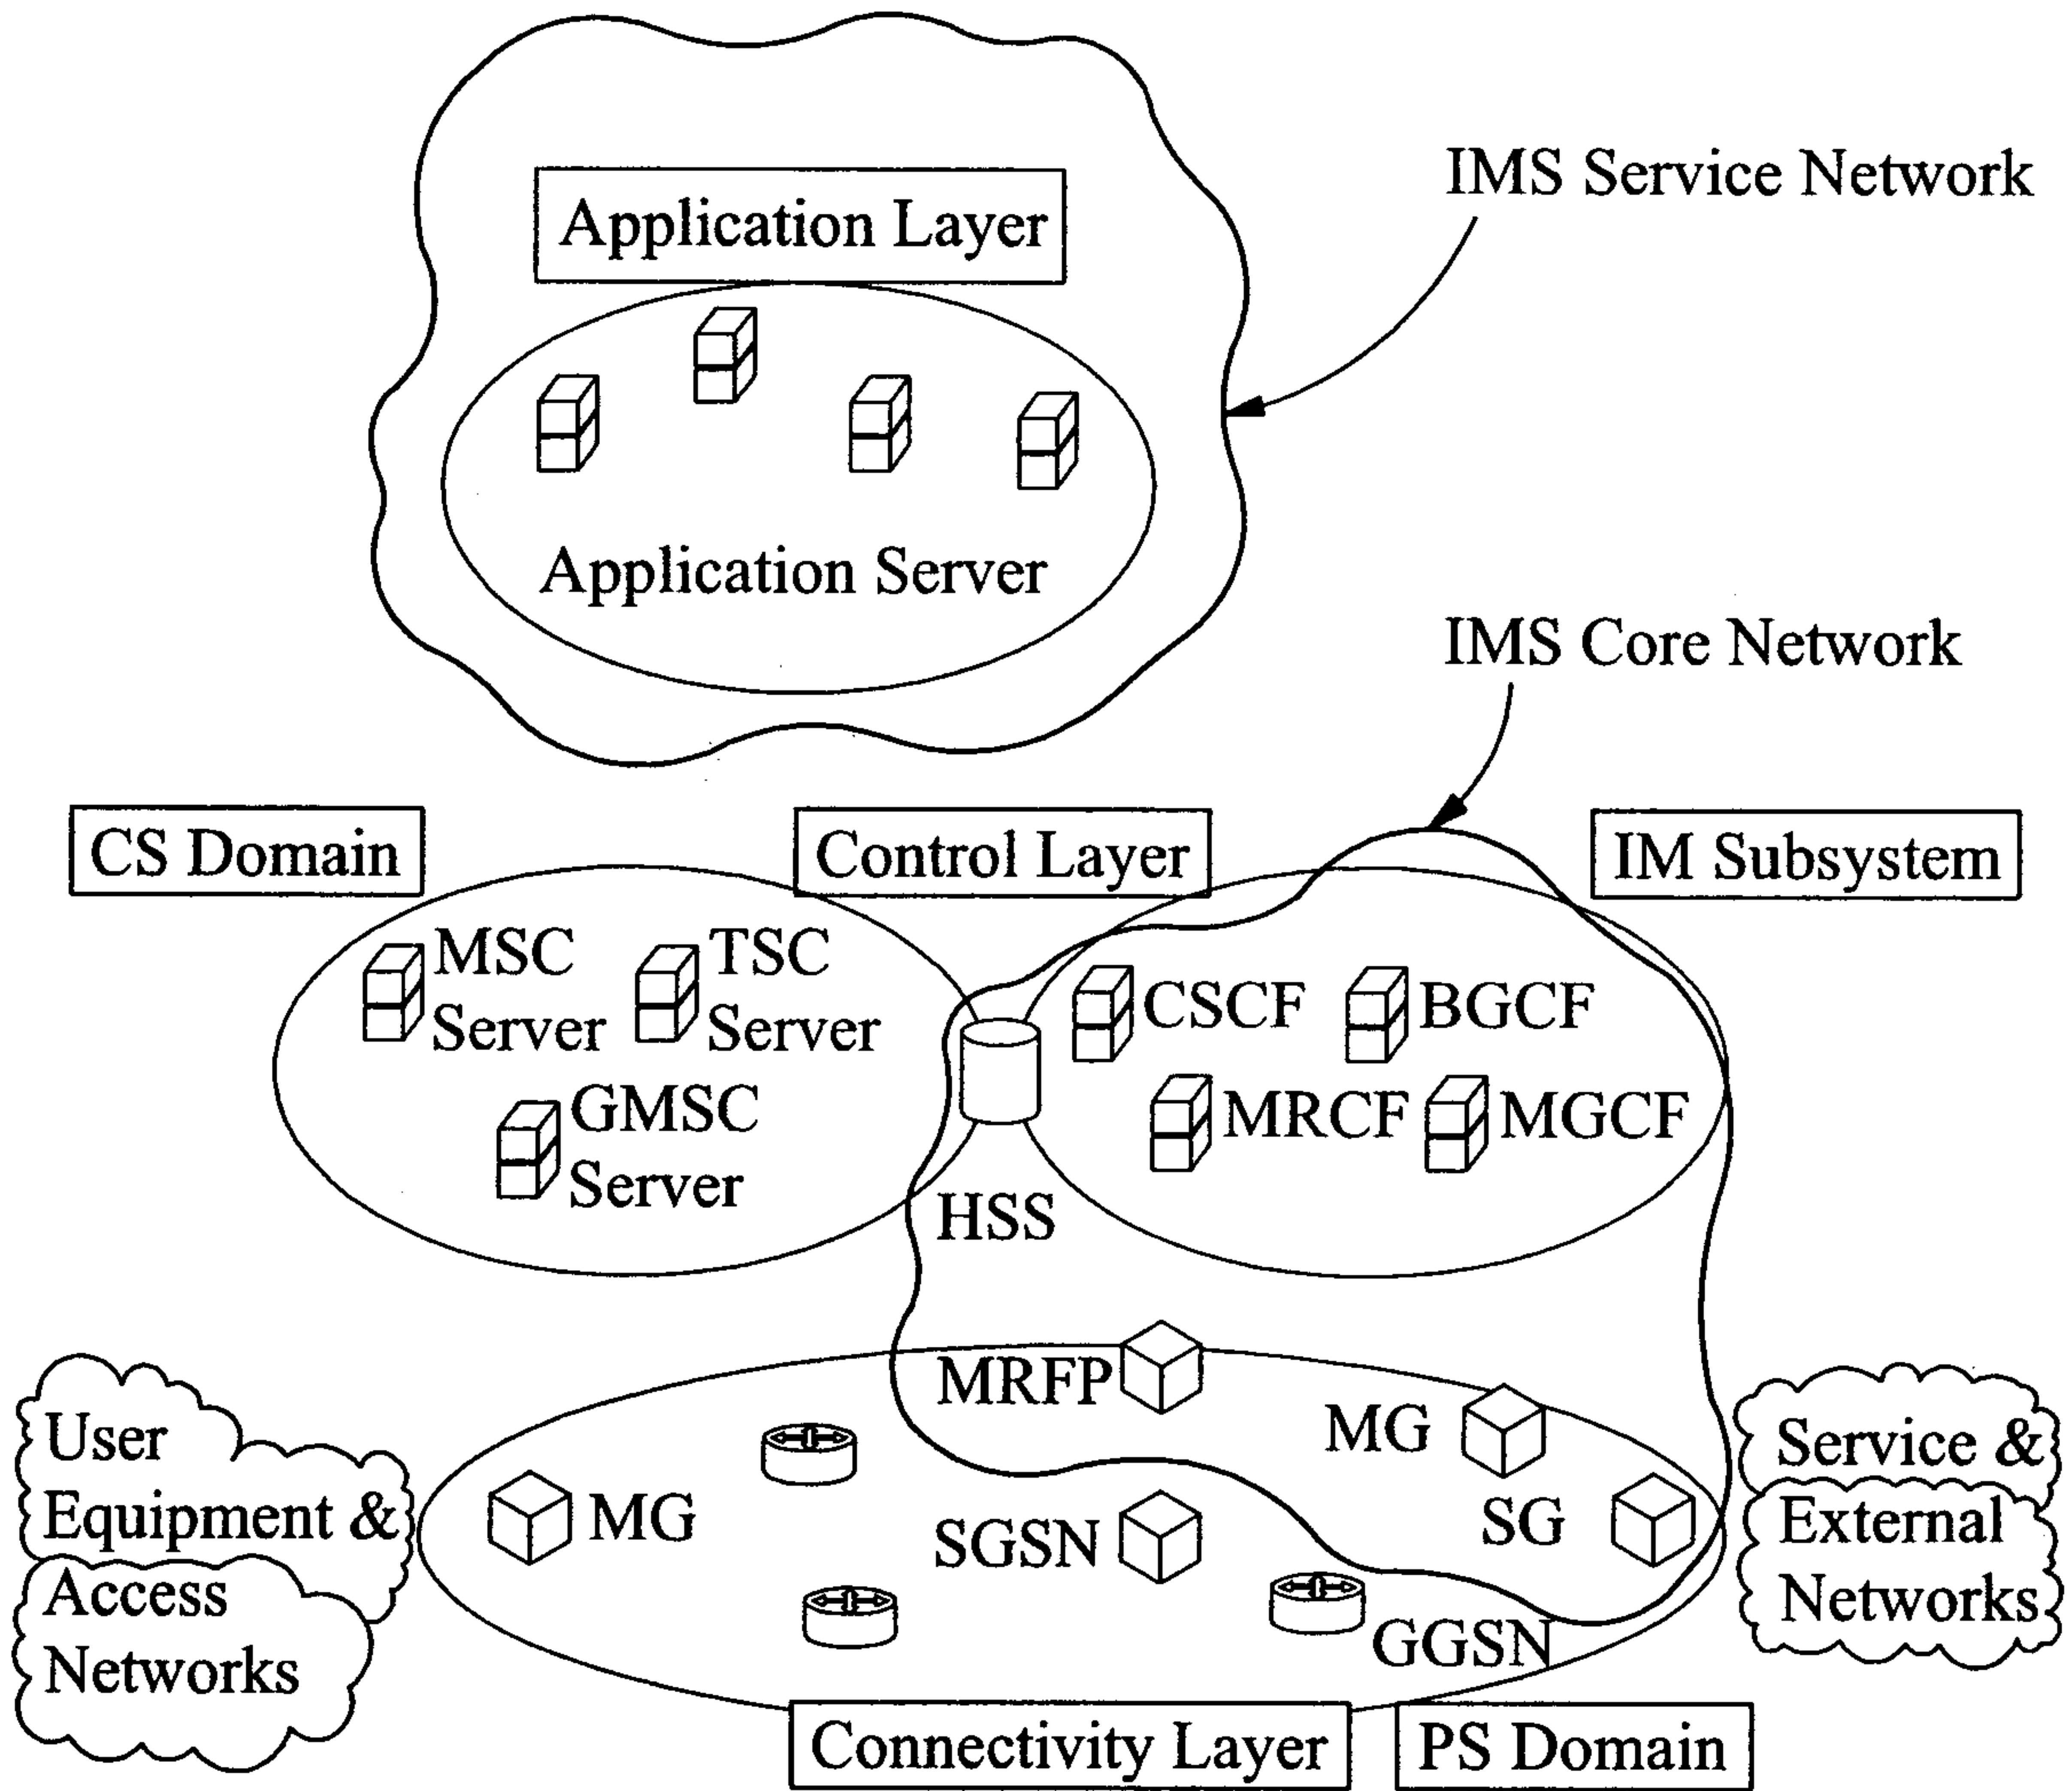 IMS Service Network
Application Layer
Application Server
IMS Core Network
CS Domain
Control Layer
IM Subsystem
MSC
Server
TSC
Server
GMSC
Server
HSS
CSCF
BGCF
MRCF
MGCF
MRFP
MG
SG
MG
SGSN
GGSN
User
Equipment &
Access
Networks
Service &
External
Networks
Connectivity Layer
PS Domain